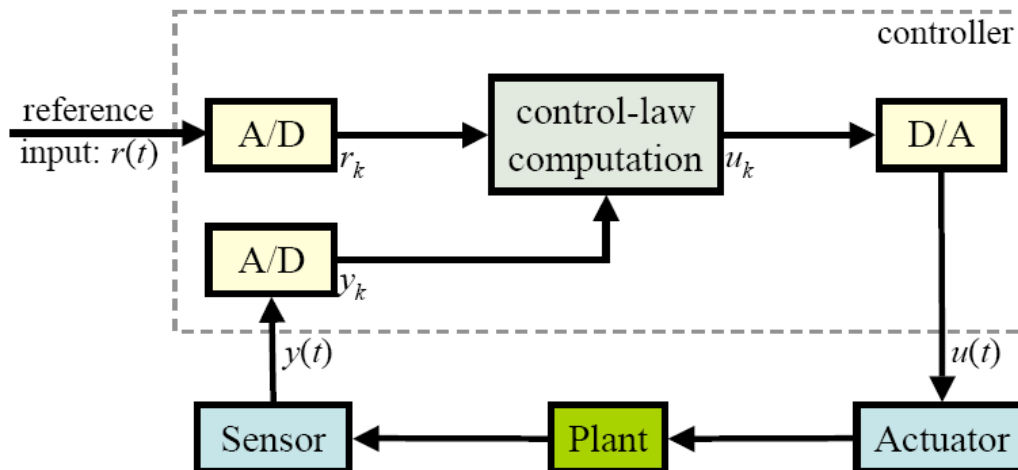 controller
reference
input: r(t)
A/D
r_k
control-law
computation
u_k
D/A
A/D
y_k
y(t)
u(t)
Sensor
Plant
Actuator